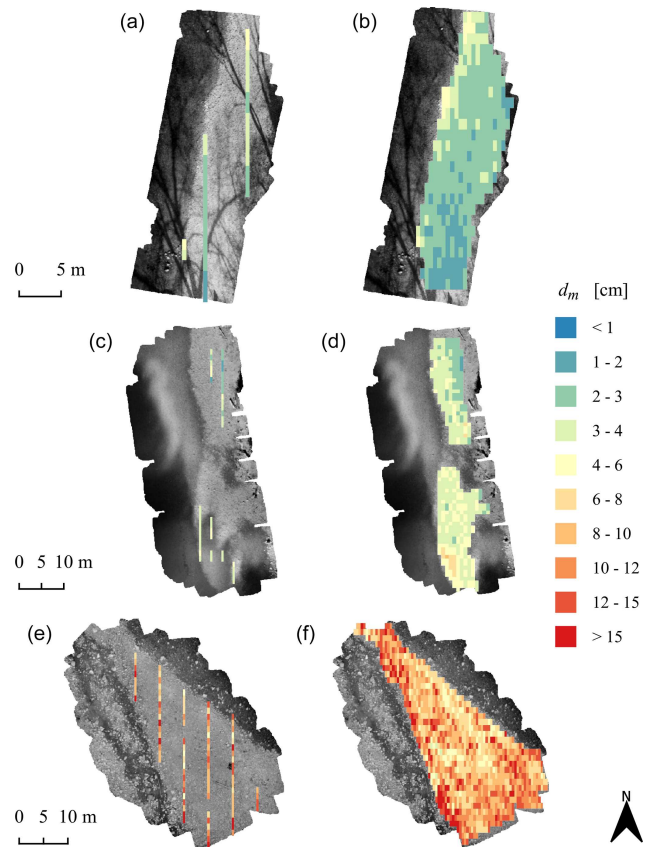 (a)
(b)
0 5 m
d_m [cm]
< 1
1 - 2
2 - 3
3 - 4
4 - 6
6 - 8
8 - 10
10 - 12
12 - 15
> 15
(c)
(d)
0 5 10 m
(e)
(f)
0 5 10 m
N